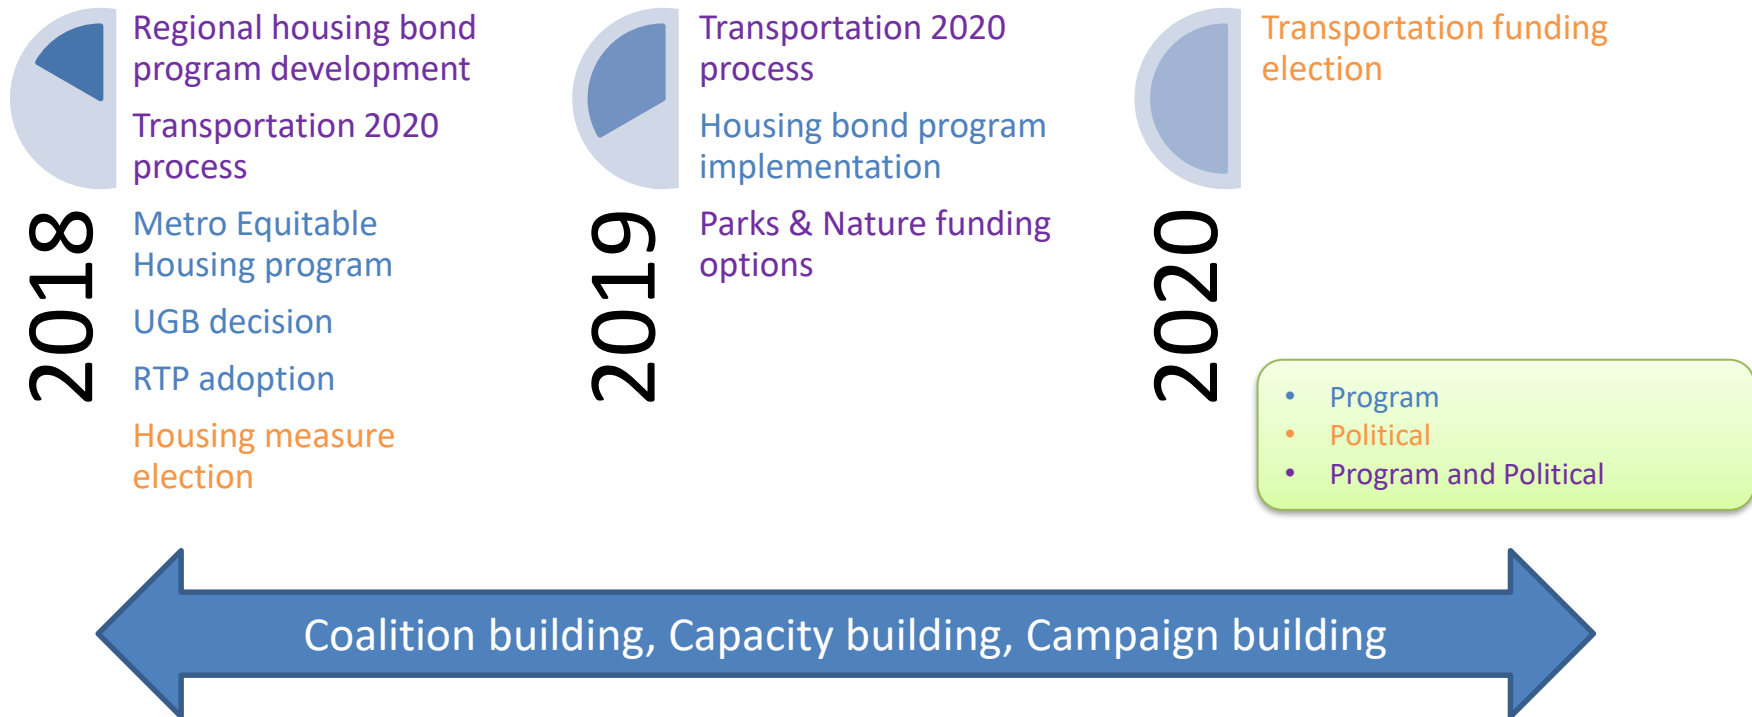 2018
Regional housing bond
program development
Transportation 2020
process
Metro Equitable
Housing program
UGB decision
RTP adoption
Housing measure
election
2019
Transportation 2020
process
Housing bond program
implementation
Parks & Nature funding
options
2020
Transportation funding
election
• Program
• Political
• Program and Political
Coalition building, Capacity building, Campaign building